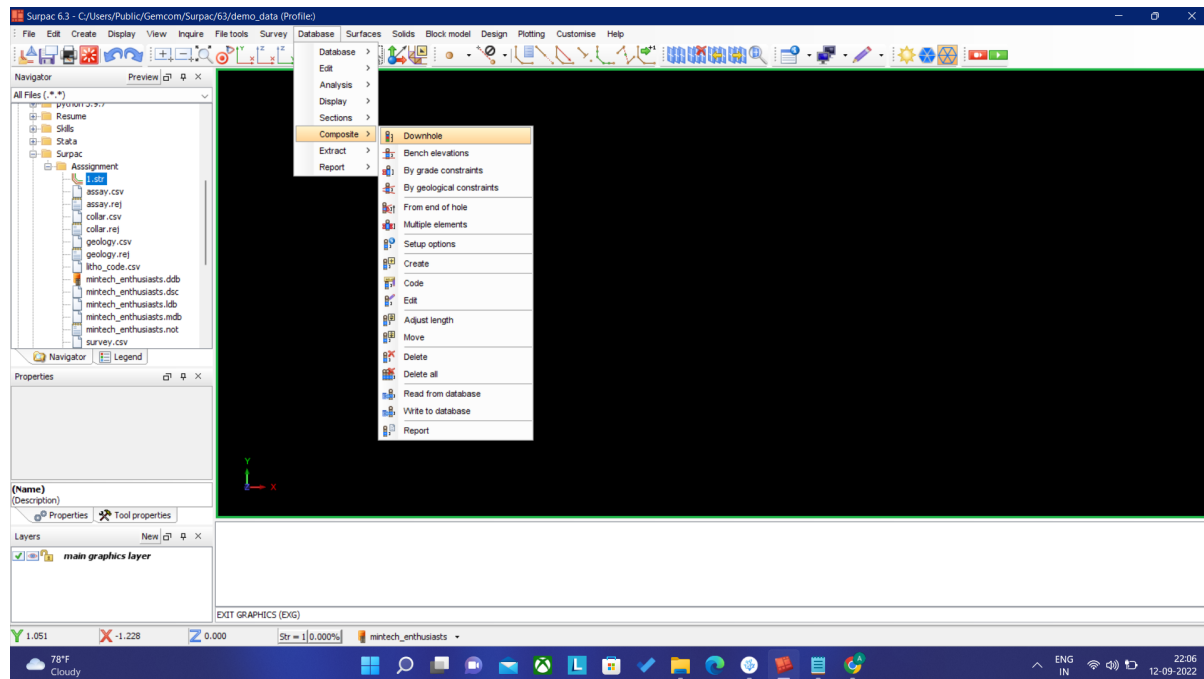 Surpac 6.3 - C:/Users/Public/Gemcom/Surpac/63/demo_data (Profile:)
File Edit Create Display View Inquire File tools Survey Database Surfaces Solids Block model Design Plotting Customise Help
Navigator Preview
All Files (.*.*)
python 3.9.7
Resume
Skills
Stata
Surpac
Asssignment
1.str
assay.csv
assay.rej
collar.csv
collar.rej
geology.csv
geology.rej
litho_code.csv
mintech_enthusiasts.ddb
mintech_enthusiasts.dsc
mintech_enthusiasts.ldb
mintech_enthusiasts.mdb
mintech_enthusiasts.not
survey.csv
Navigator Legend
Database
Edit
Analysis
Display
Sections
Composite
Extract
Report
Downhole
Bench elevations
By grade constraints
By geological constraints
From end of hole
Multiple elements
Setup options
Create
Code
Edit
Adjust length
Move
Delete
Delete all
Read from database
Write to database
Report
Properties
(Name)
(Description)
Properties Tool properties
Layers New
main graphics layer
Y
X
EXIT GRAPHICS (EXG)
Y 1.051 X -1.228 Z 0.000 Str = 1 0.000% mintech_enthusiasts
78°F
Cloudy
ENG
IN
22:06
12-09-2022